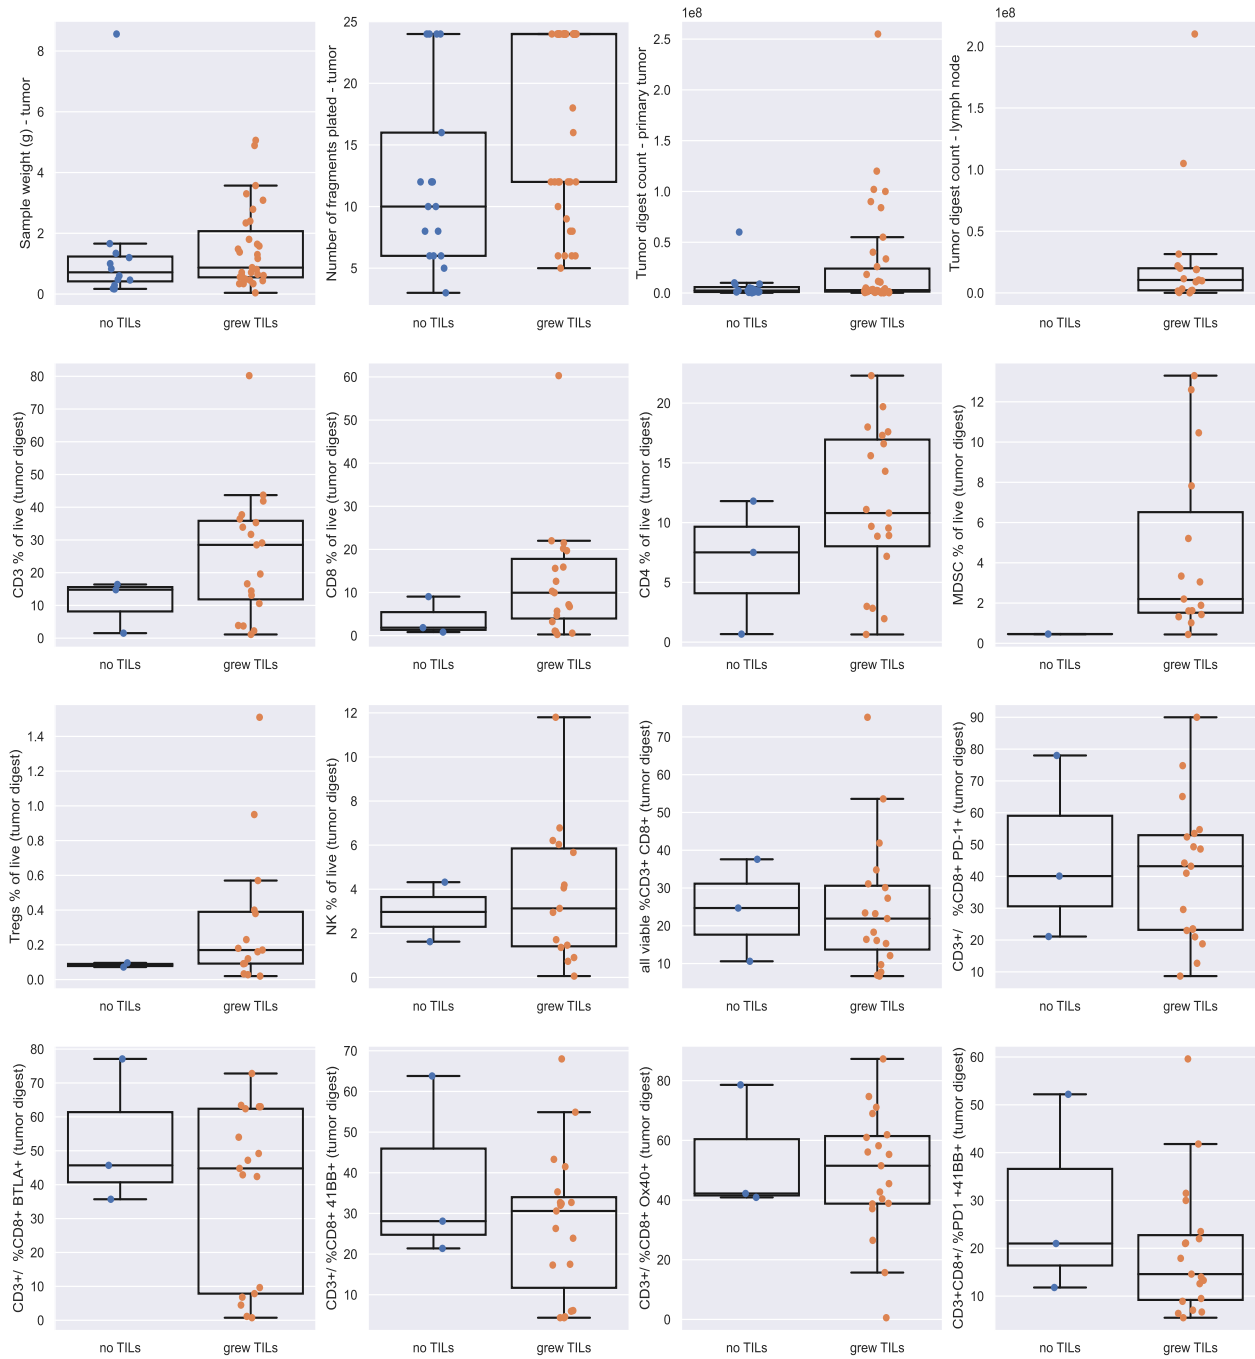 1e8
1e8
Sample weight (g) - tumor
8
6
4
2
0
no TILs
grew TILs
Number of fragments plated - tumor
25
20
15
10
5
no TILs
grew TILs
Tumor digest count - primary tumor
2.5
2.0
1.5
1.0
0.5
0.0
no TILs
grew TILs
Tumor digest count - lymph node
2.0
1.5
1.0
0.5
0.0
no TILs
grew TILs
CD3 % of live (tumor digest)
80
70
60
50
40
30
20
10
0
no TILs
grew TILs
CD8 % of live (tumor digest)
60
50
40
30
20
10
0
no TILs
grew TILs
CD4 % of live (tumor digest)
20
15
10
5
0
no TILs
grew TILs
MDSC % of live (tumor digest)
12
10
8
6
4
2
0
no TILs
grew TILs
Tregs % of live (tumor digest)
1.4
1.2
1.0
0.8
0.6
0.4
0.2
0.0
no TILs
grew TILs
NK % of live (tumor digest)
12
10
8
6
4
2
0
no TILs
grew TILs
all viable %CD3+ CD8+ (tumor digest)
70
60
50
40
30
20
10
no TILs
grew TILs
CD3+/ %CD8+ PD-1+ (tumor digest)
90
80
70
60
50
40
30
20
10
no TILs
grew TILs
CD3+/ %CD8+ BTLA+ (tumor digest)
80
70
60
50
40
30
20
10
0
no TILs
grew TILs
CD3+/ %CD8+ 41BB+ (tumor digest)
70
60
50
40
30
20
10
no TILs
grew TILs
CD3+/ %CD8+ Ox40+ (tumor digest)
80
60
40
20
0
no TILs
grew TILs
CD3+CD8+/ %PD1 +41BB+ (tumor digest)
60
50
40
30
20
10
no TILs
grew TILs